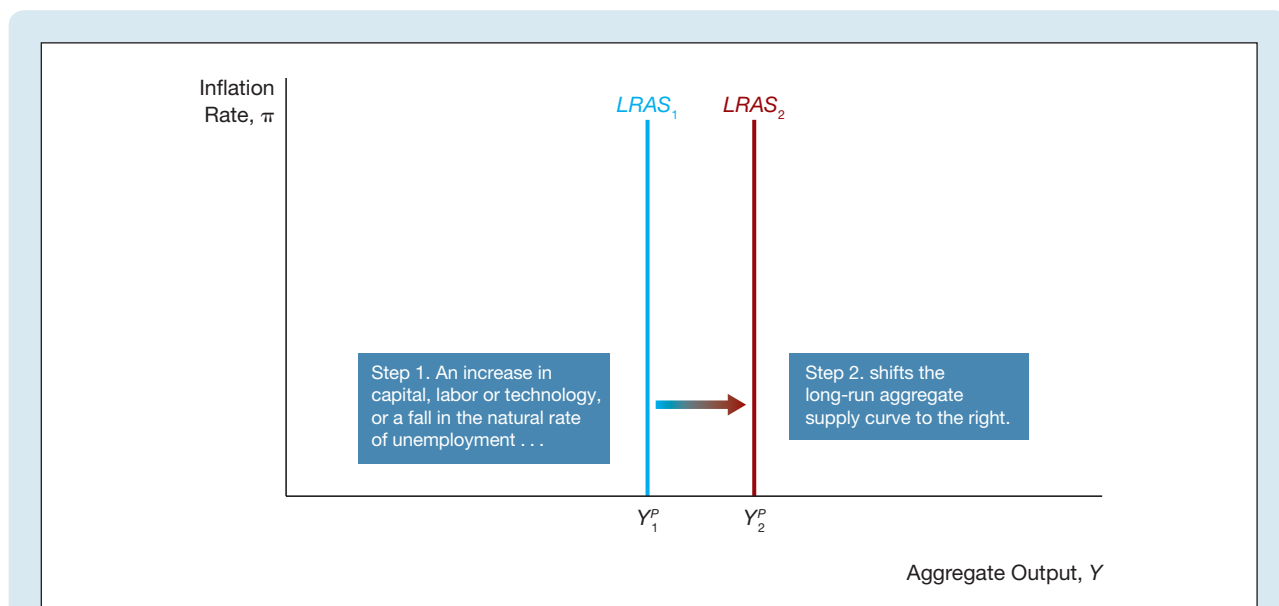 Inflation
Rate, π
LRAS₁
LRAS₂
Step 1. An increase in
capital, labor or technology,
or a fall in the natural rate
of unemployment . . .
Step 2. shifts the
long-run aggregate
supply curve to the right.
Y₁ᴾ
Y₂ᴾ
Aggregate Output, Y